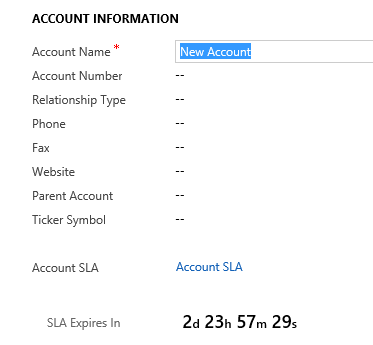 ACCOUNT INFORMATION
Account Name * New Account
Account Number --
Relationship Type --
Phone --
Fax --
Website --
Parent Account --
Ticker Symbol --
Account SLA Account SLA
SLA Expires In 2d 23h 57m 29s